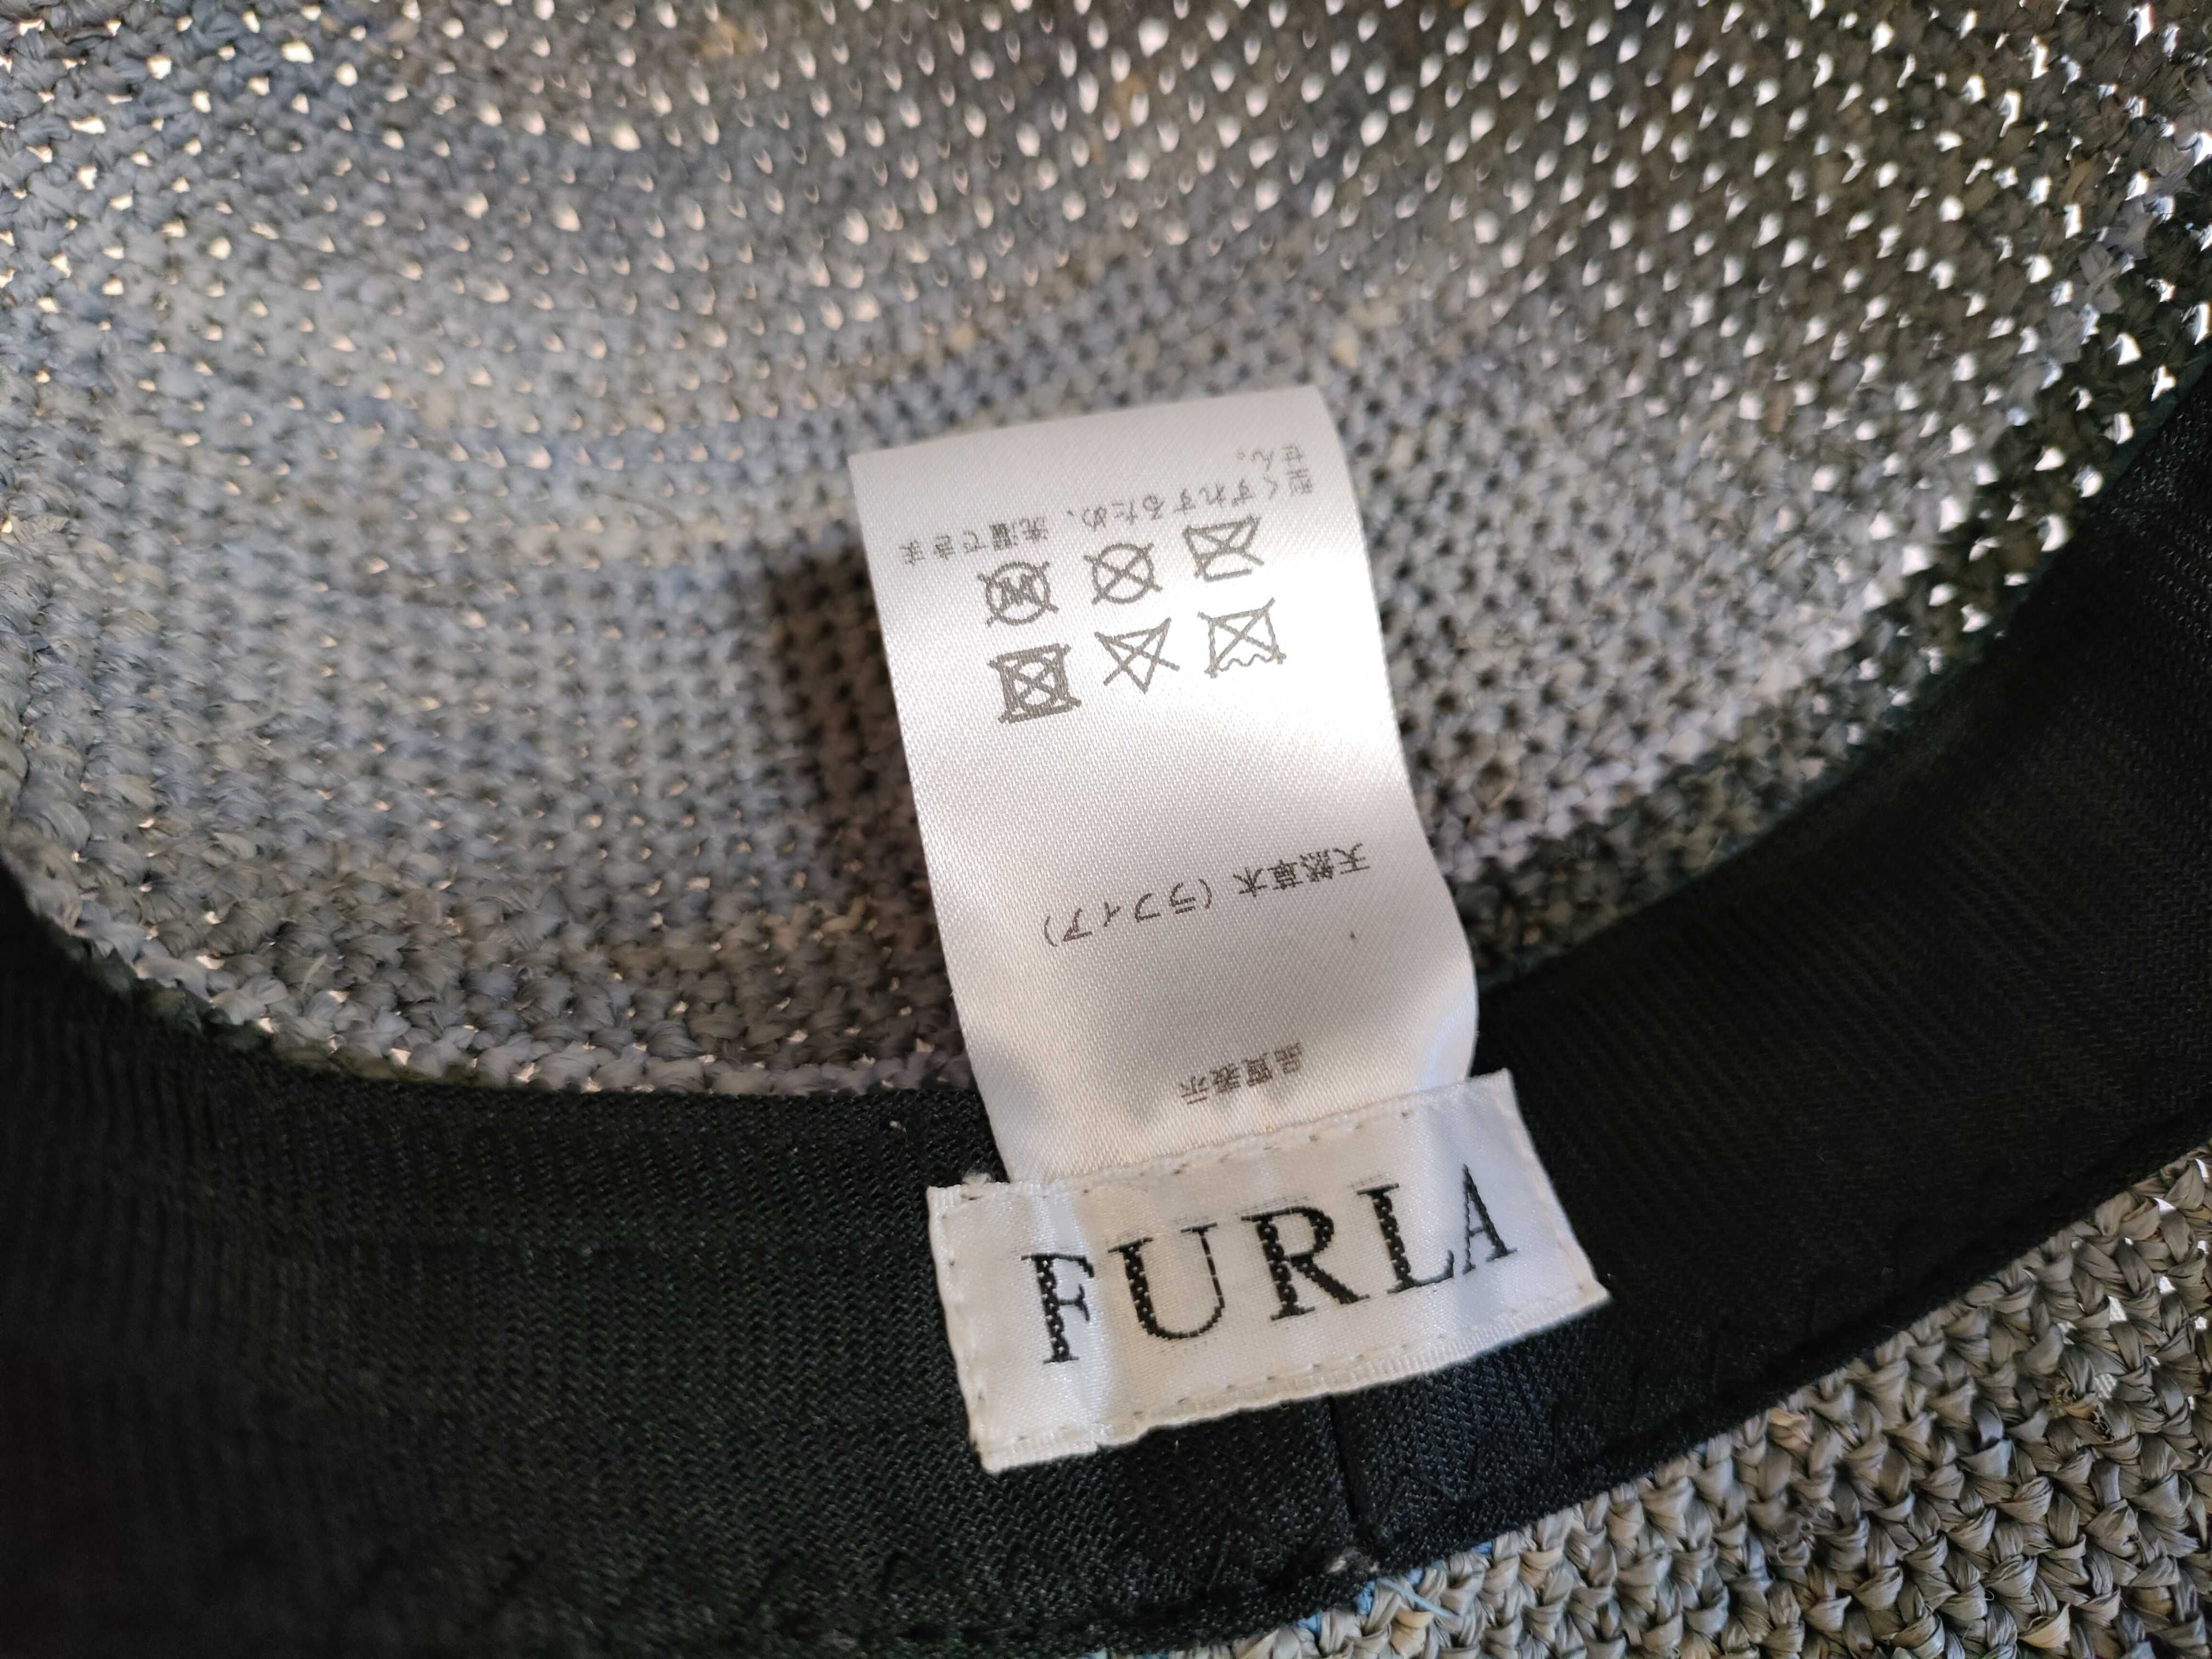 FURLA
品質表示
天然草木（ラフィア）
型くずれするため、洗濯できま
せん。